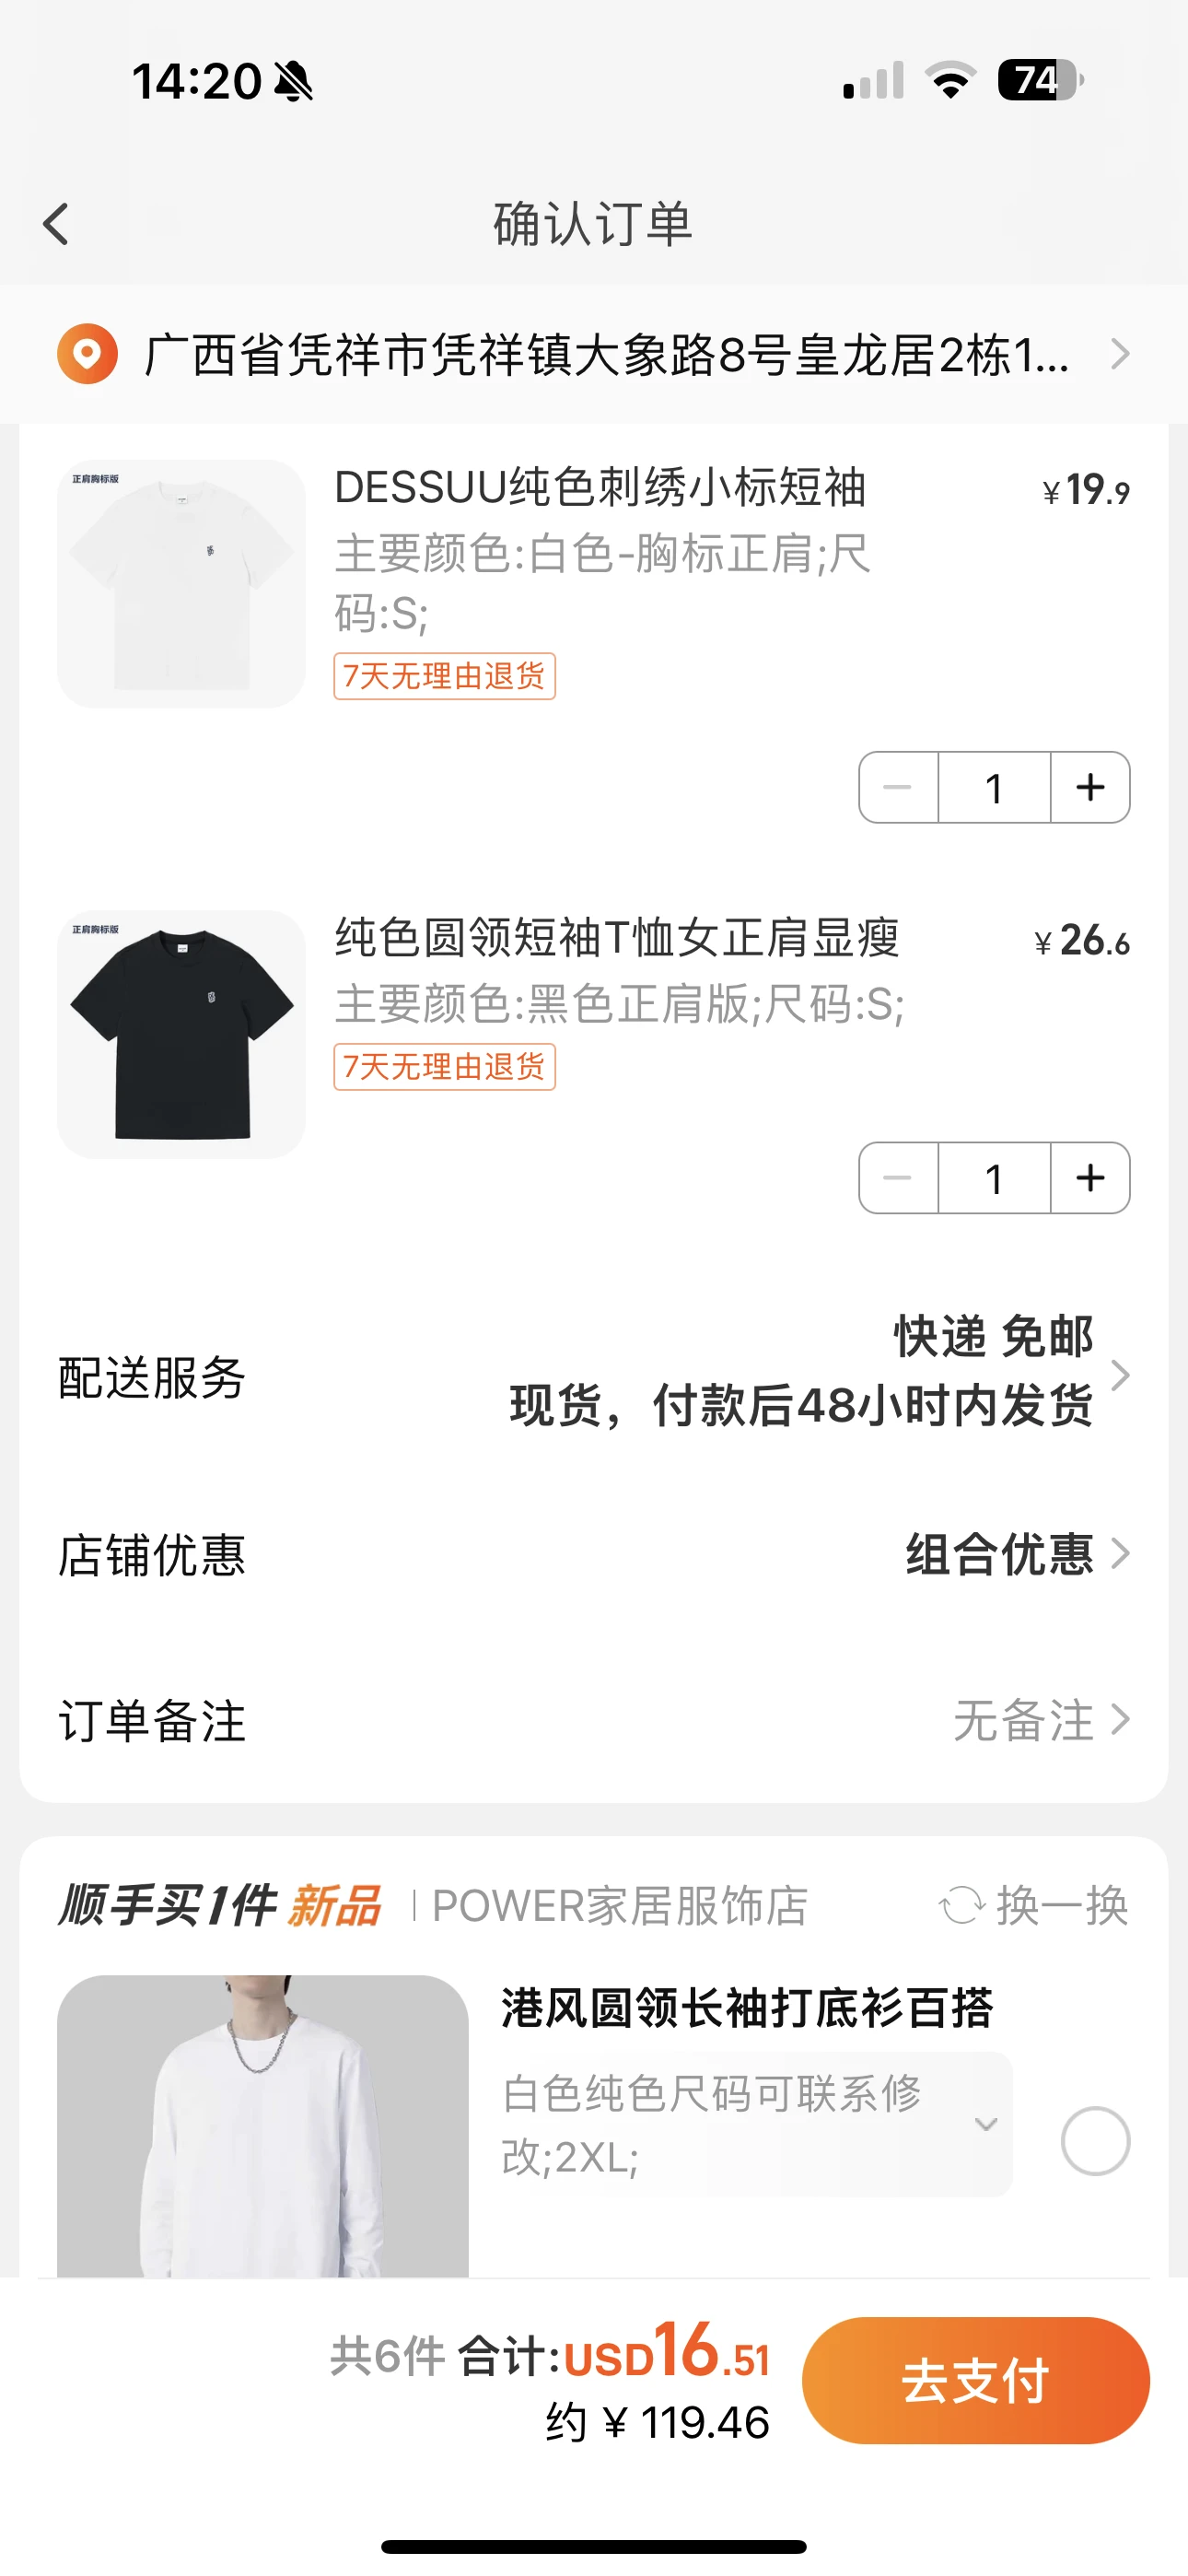 14:20
74
确认订单
广西省凭祥市凭祥镇大象路8号皇龙居2栋1...
正肩胸标版
DESSUU纯色刺绣小标短袖
¥19.9
主要颜色:白色-胸标正肩;尺
码:S;
7天无理由退货
1
正肩胸标版
纯色圆领短袖T恤女正肩显瘦
¥26.6
主要颜色:黑色正肩版;尺码:S;
7天无理由退货
1
配送服务
快递 免邮
现货，付款后48小时内发货
店铺优惠
组合优惠
订单备注
无备注
顺手买1件 新品 | POWER家居服饰店
换一换
港风圆领长袖打底衫百搭
白色纯色尺码可联系修
改;2XL;
共6件 合计:USD16.51
约 ¥ 119.46
去支付